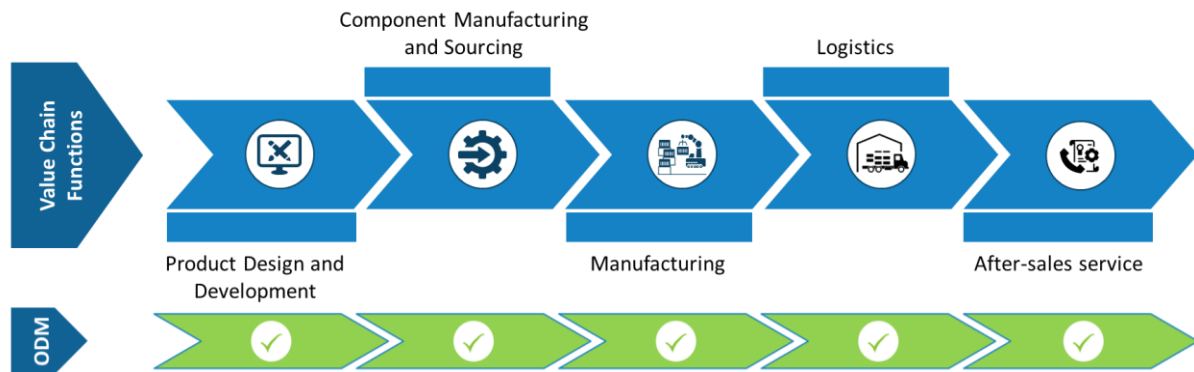 Component Manufacturing
and Sourcing
Logistics
Value Chain
Functions
Product Design and
Development
Manufacturing
After-sales service
ODM